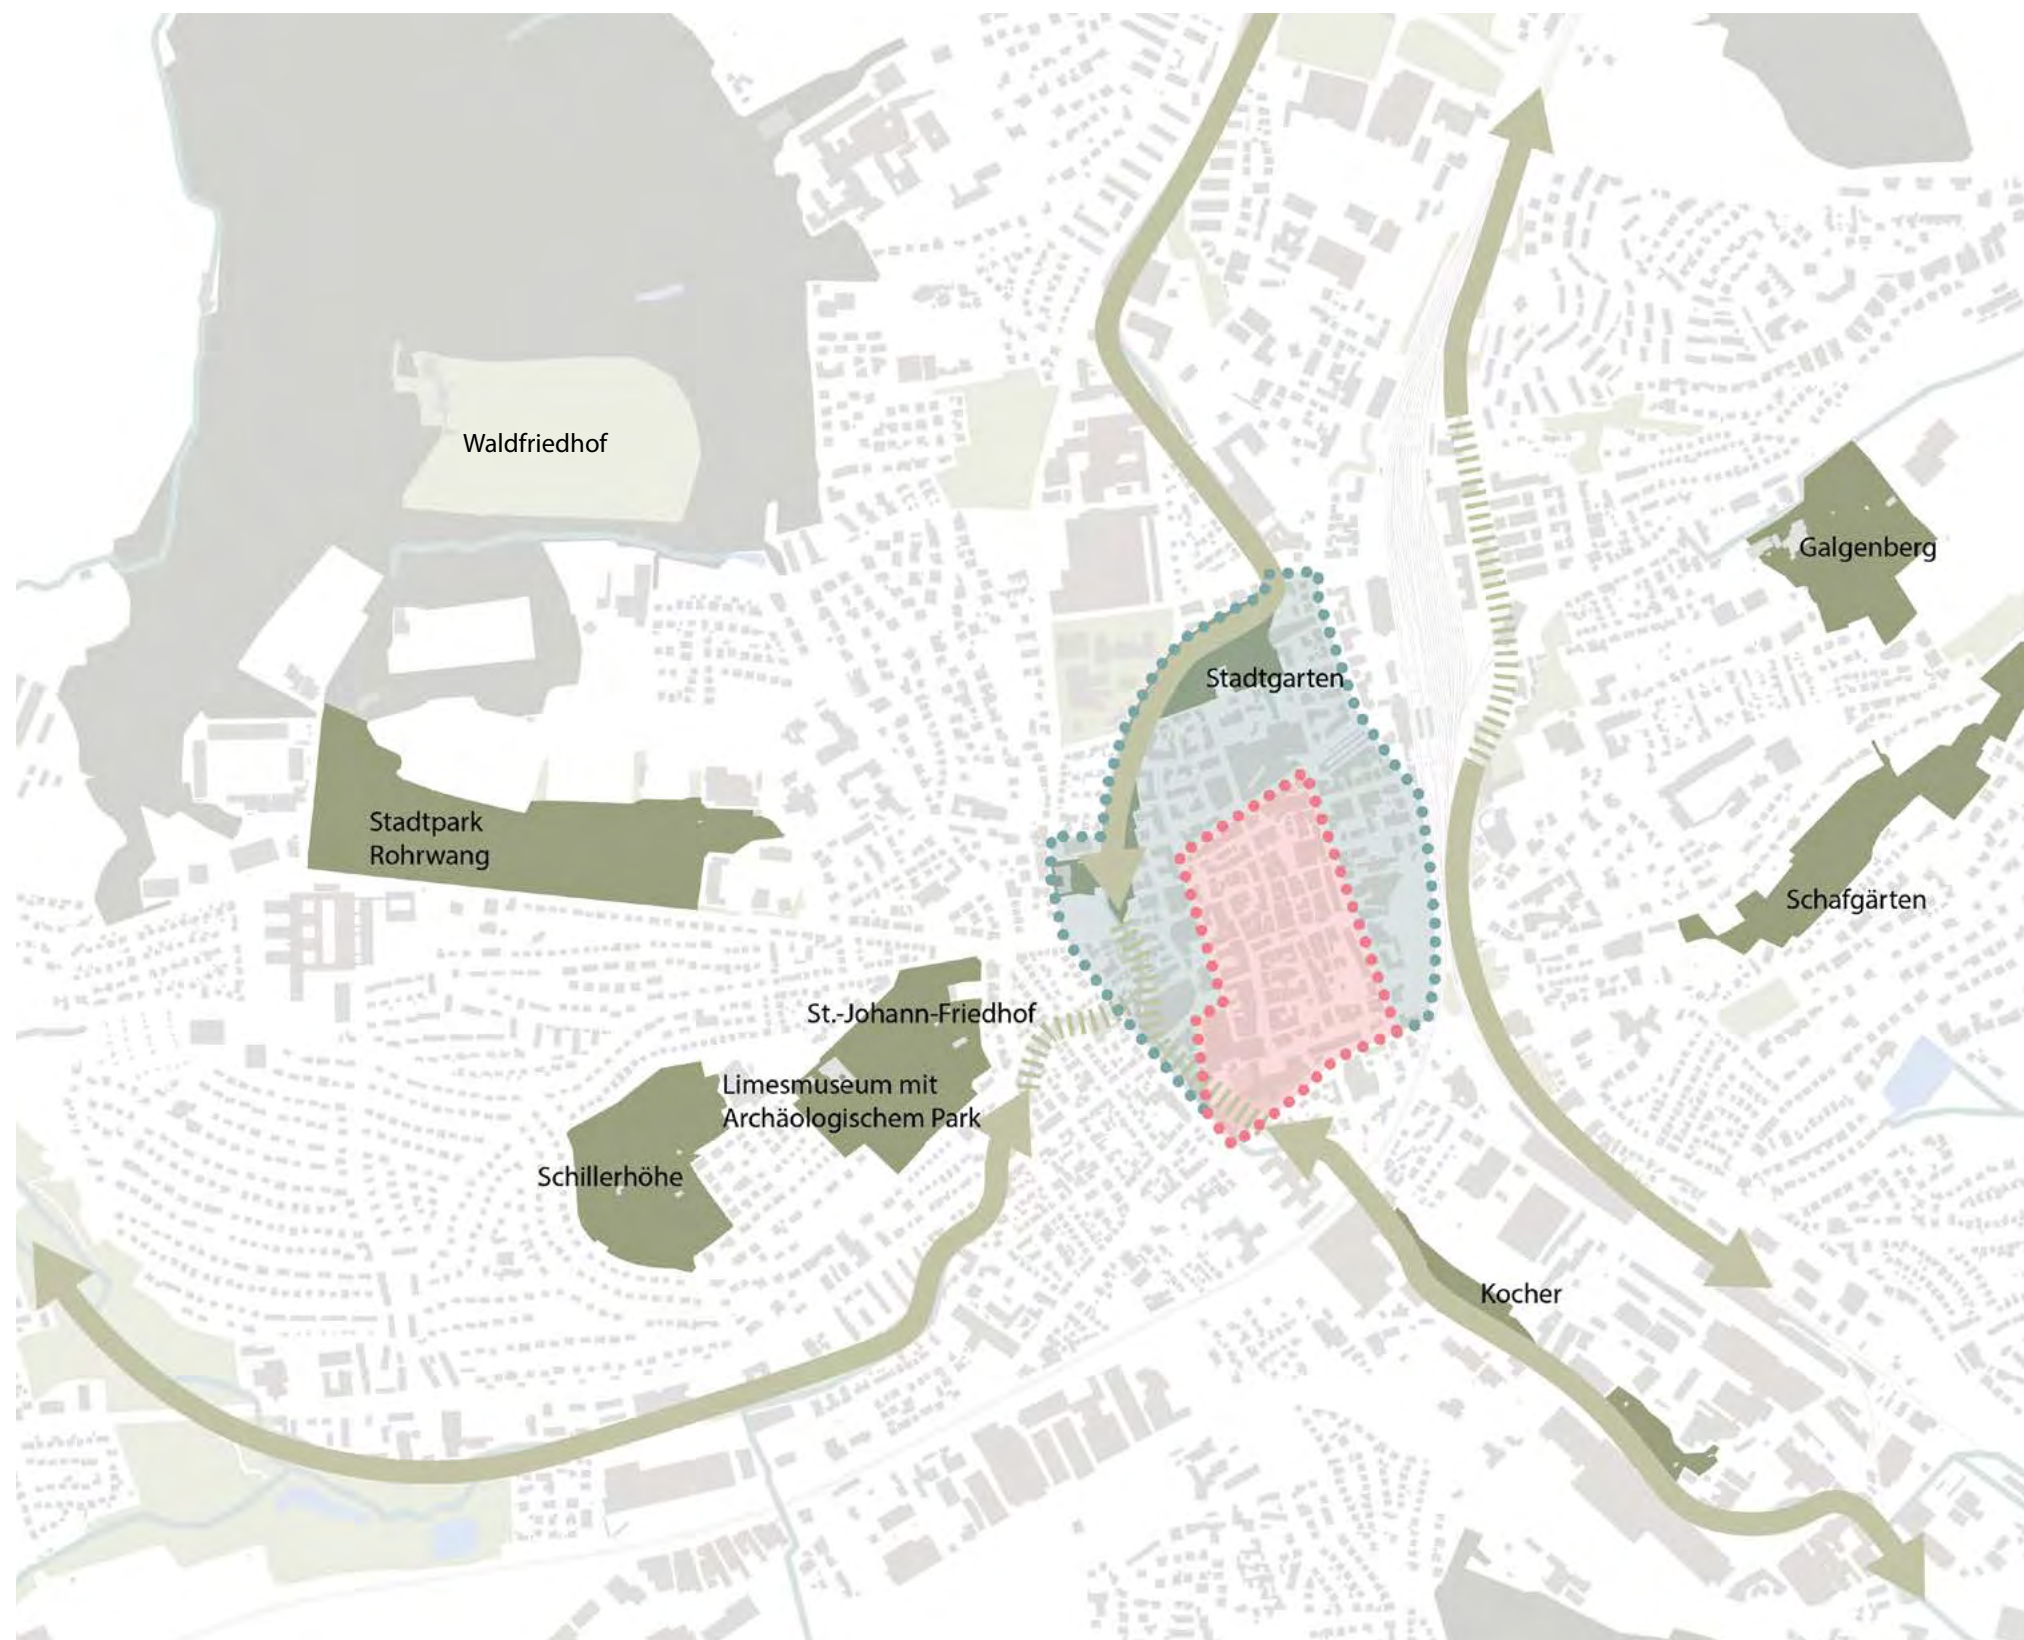 Waldfriedhof
Galgenberg
Stadtgarten
Stadtpark
Rohrwang
Schafgärten
St.-Johann-Friedhof
Limesmuseum mit
Archäologischem Park
Schillerhöhe
Kocher